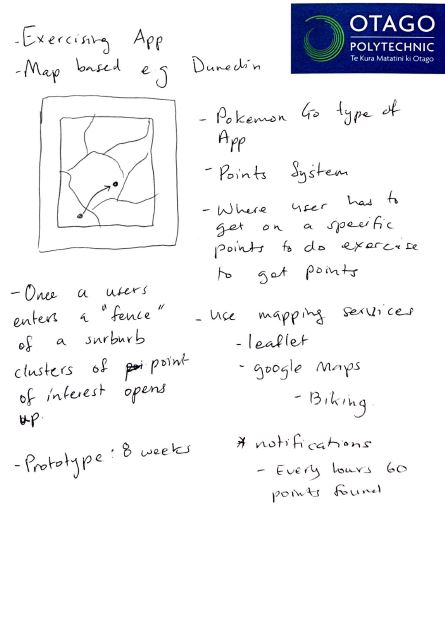 - Exercising App
- Map based eg Dunedin
OTAGO
POLYTECHNIC
Te Kura Matatini ki Otago
- Pokemon Go type of
App
- Points System
- Where user has to
get on a specific
points to do exercise
to get points
- Once a users
enters a "fence"
of a surburb
clusters of point
of interest opens
up.
- Prototype : 8 weeks
- Use mapping services
- leaflet
- google Maps
- Biking
* notifications
- Every hours 60
points found